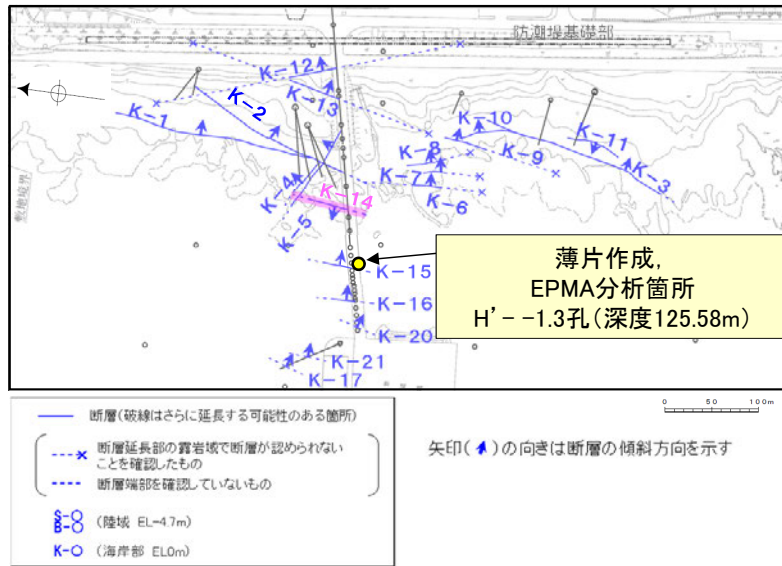 防潮堤基礎部
K-12
K-13
K-2
K-1
K-10
K-11
K-8
K-9
K-3
K-7
K-6
K-4
K-14
K-5
敷地境界
K-15
K-16
K-20
K-21
K-17
薄片作成,
EPMA分析箇所
H’- -1.3孔(深度125.58m)
0 50 100m
断層(破線はさらに延長する可能性のある箇所)
断層延長部の露岩域で断層が認められない
ことを確認したもの
断層端部を確認していないもの
S-○
B-○ (陸域 EL-4.7m)
K-○ (海岸部 EL0m)
矢印( )の向きは断層の傾斜方向を示す